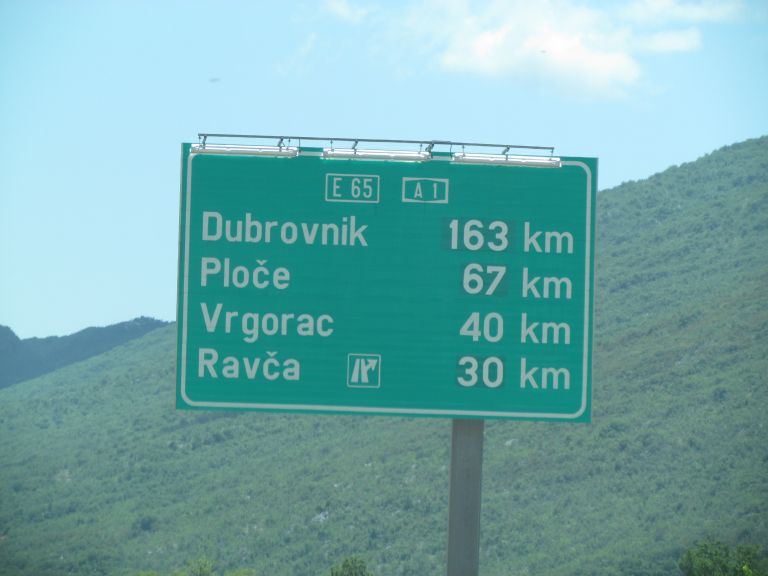 E 65 A 1
Dubrovnik 163 km
Ploče 67 km
Vrgorac 40 km
Ravča 30 km